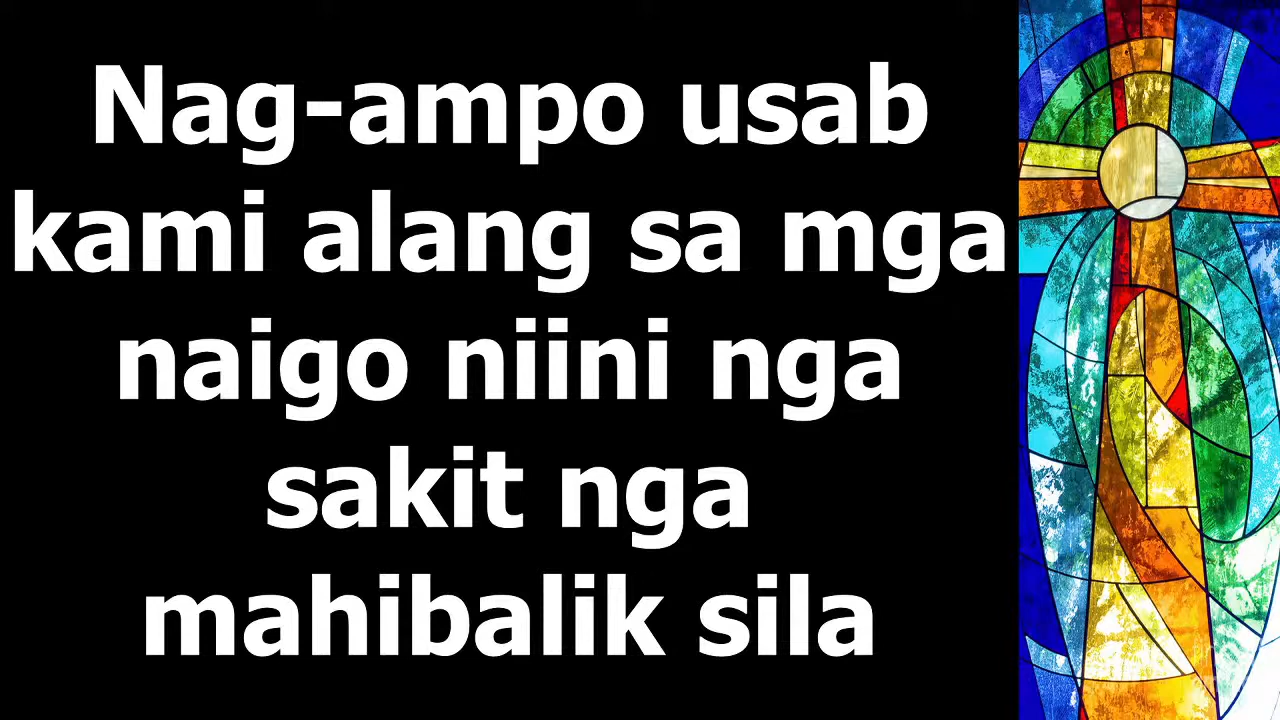 Nag-ampo usab
kami alang sa mga
naigo niini nga
sakit nga
mahibalik sila